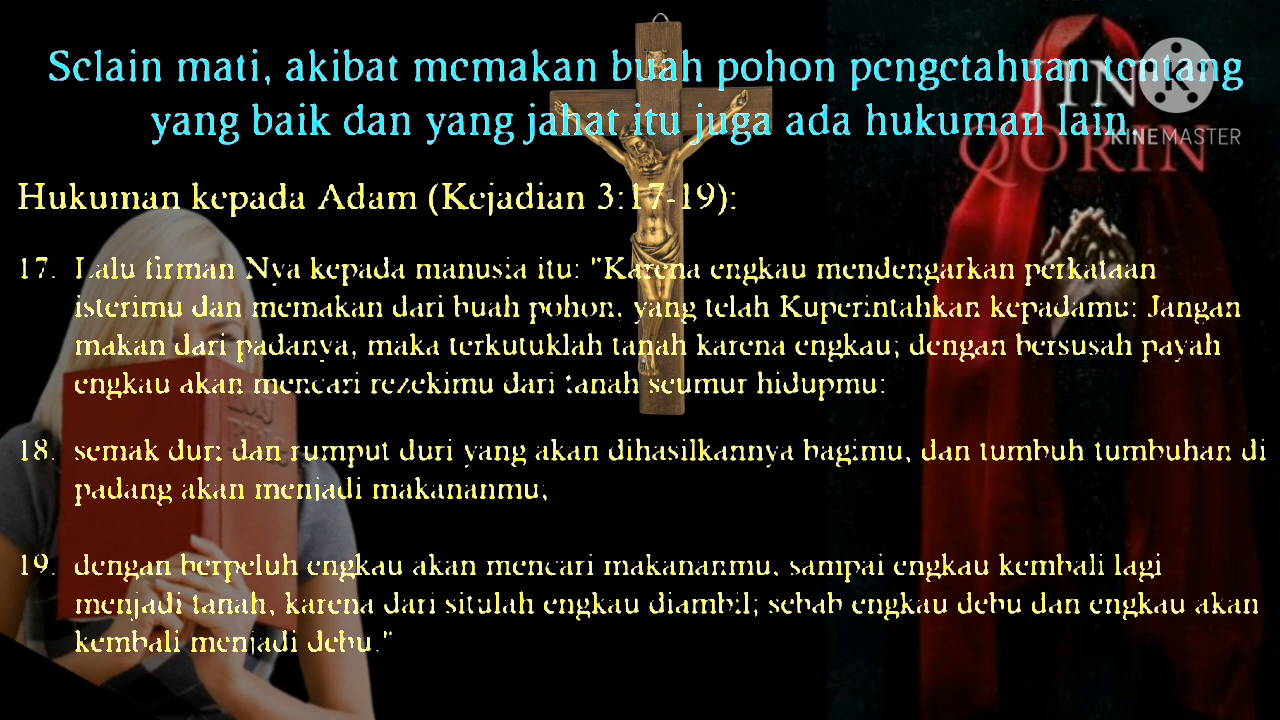 Selain mati, akibat memakan buah pohon pengetahuan tentang
yang baik dan yang jahat itu juga ada hukuman lain.
JIN
QORIN
K
KINEMASTER
Hukuman kepada Adam (Kejadian 3:17-19):
17. Lalu firman Nya kepada manusia itu: "Karena engkau mendengarkan perkataan
isterimu dan memakan dari buah pohon, yang telah Kuperintahkan kepadamu: Jangan
makan dari padanya, maka terkutuklah tanah karena engkau; dengan bersusah payah
engkau akan mencari rezekimu dari tanah seumur hidupmu:
18. semak duri dan rumput duri yang akan dihasilkannya bagimu, dan tumbuh tumbuhan di
padang akan menjadi makananmu;
19. dengan berpeluh engkau akan mencari makananmu, sampai engkau kembali lagi
menjadi tanah, karena dari situlah engkau diambil; sebab engkau debu dan engkau akan
kembali menjadi debu."
HOLY